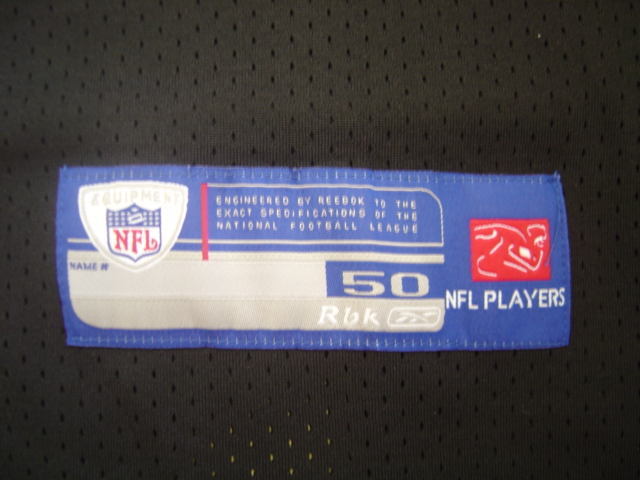 EQUIPMENT
NFL
ENGINEERED BY REEBOK TO THE
EXACT SPECIFICATIONS OF THE
NATIONAL FOOTBALL LEAGUE
NAME #
50
Rbk
NFL PLAYERS